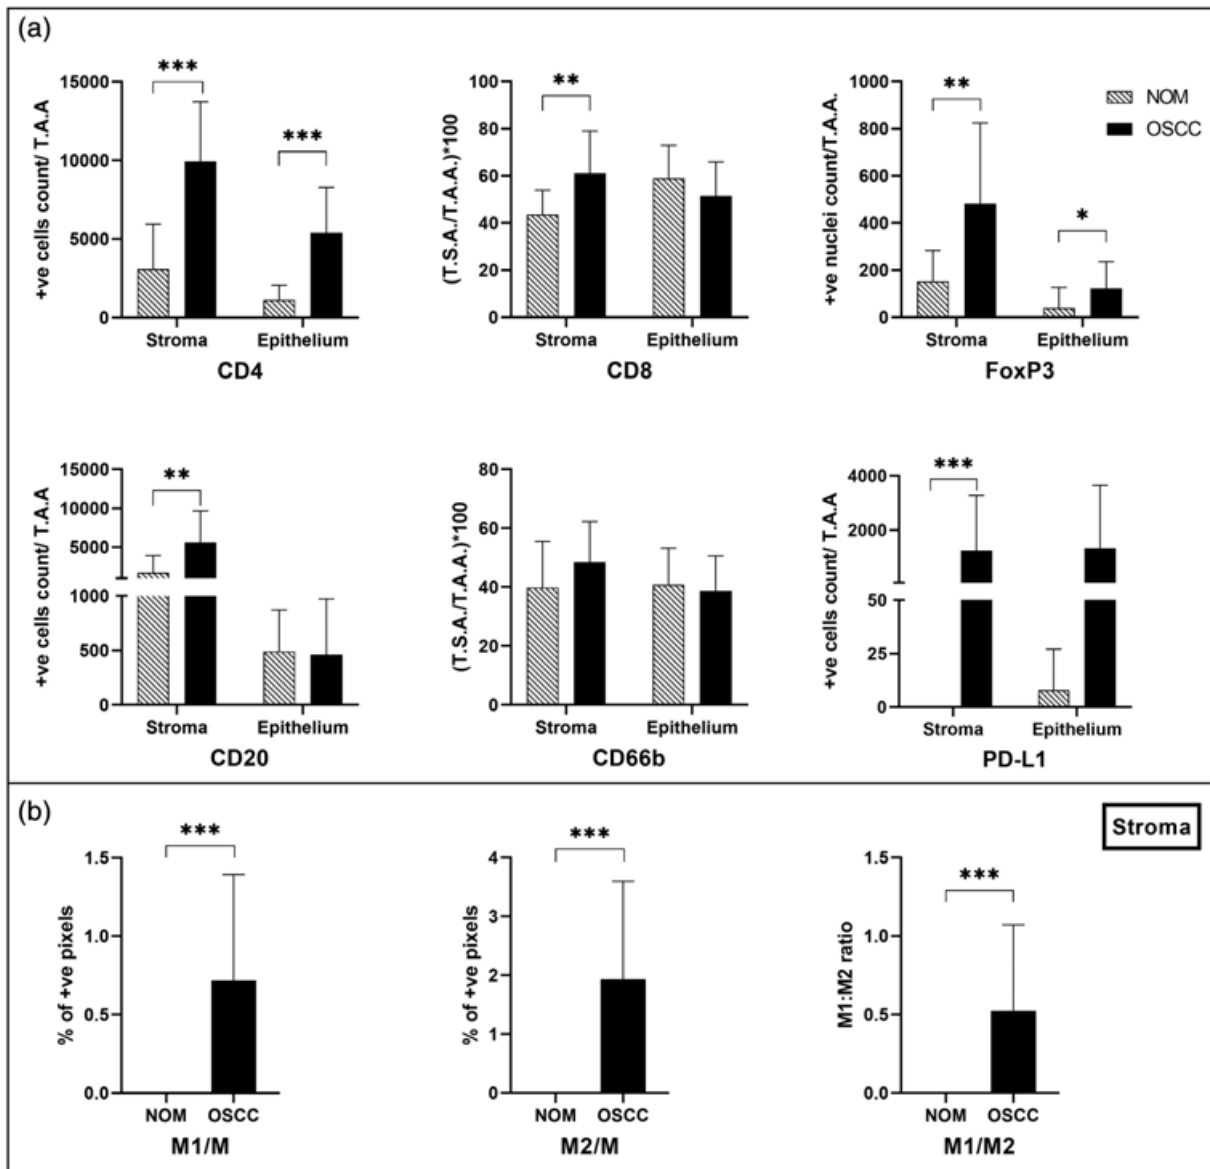 (a)
***
***
15000
10000
5000
0
+ve cells count/ T.A.A
Stroma
Epithelium
CD4
**
100
80
60
40
20
0
(T.S.A./T.A.A.)*100
Stroma
Epithelium
CD8
**
*
1000
800
600
400
200
0
+ve nuclei count/T.A.A.
Stroma
Epithelium
FoxP3
NOM
OSCC
**
15000
10000
5000
1000
500
0
+ve cells count/ T.A.A
Stroma
Epithelium
CD20
80
60
40
20
0
(T.S.A./T.A.A.)*100
Stroma
Epithelium
CD66b
***
4000
2000
50
25
0
+ve cells count/ T.A.A
Stroma
Epithelium
PD-L1
(b)
Stroma
***
1.5
1.0
0.5
0.0
% of +ve pixels
NOM
OSCC
M1/M
***
4
3
2
1
0
% of +ve pixels
NOM
OSCC
M2/M
***
1.5
1.0
0.5
0.0
M1:M2 ratio
NOM
OSCC
M1/M2